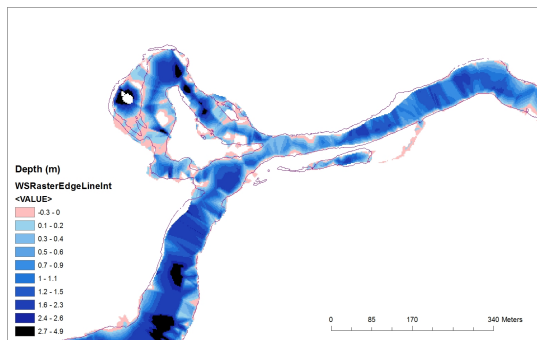 Depth (m)
WSRasterEdgeLineInt
<VALUE>
-0.3 - 0
0.1 - 0.2
0.3 - 0.4
0.5 - 0.6
0.7 - 0.9
1 - 1.1
1.2 - 1.5
1.6 - 2.3
2.4 - 2.6
2.7 - 4.9
0 85 170 340 Meters